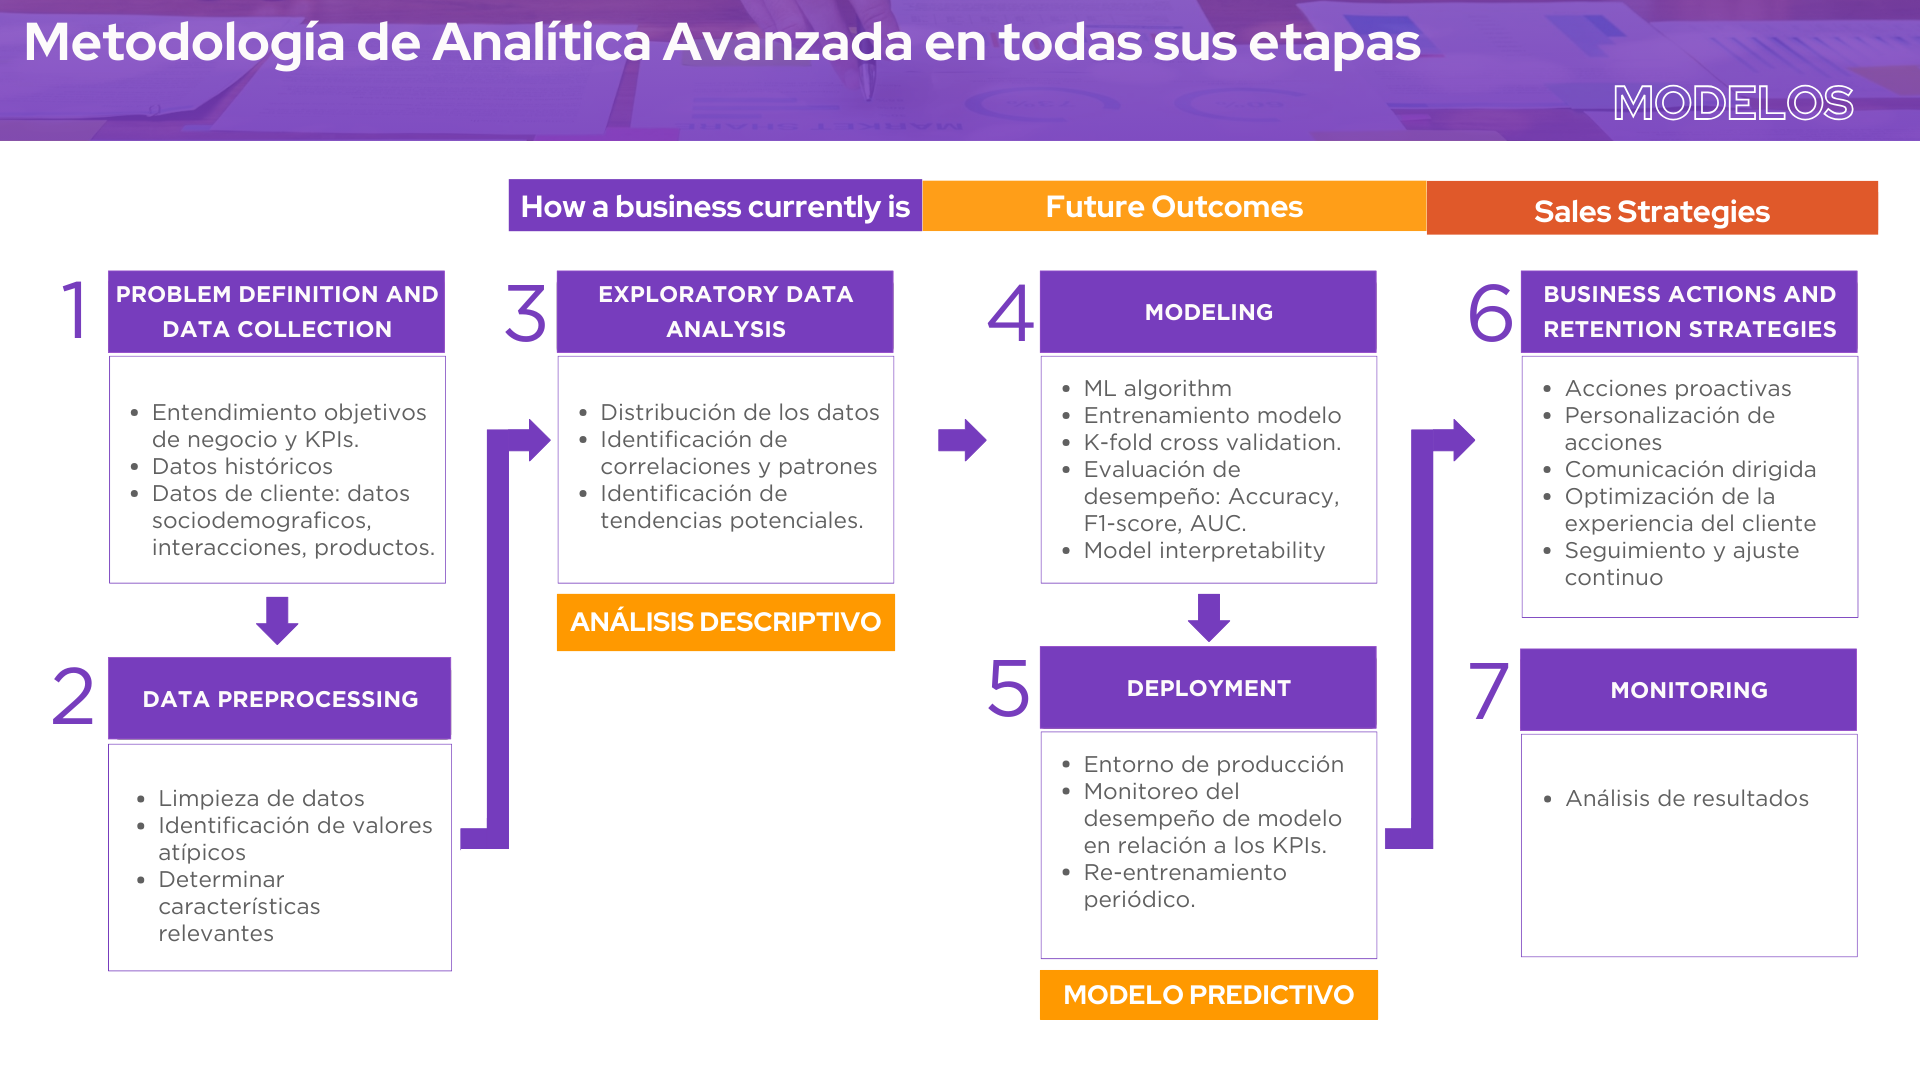 Metodología de Analítica Avanzada en todas sus etapas
MODELOS
How a business currently is
Future Outcomes
Sales Strategies
1
PROBLEM DEFINITION AND
DATA COLLECTION
• Entendimiento objetivos
de negocio y KPIs.
• Datos históricos
• Datos de cliente: datos
sociodemograficos,
interacciones, productos.
2
DATA PREPROCESSING
• Limpieza de datos
• Identificación de valores
atípicos
• Determinar
características
relevantes
3
EXPLORATORY DATA
ANALYSIS
• Distribución de los datos
• Identificación de
correlaciones y patrones
• Identificación de
tendencias potenciales.
ANÁLISIS DESCRIPTIVO
4
MODELING
• ML algorithm
• Entrenamiento modelo
• K-fold cross validation.
• Evaluación de
desempeño: Accuracy,
F1-score, AUC.
• Model interpretability
5
DEPLOYMENT
• Entorno de producción
• Monitoreo del
desempeño de modelo
en relación a los KPIs.
• Re-entrenamiento
periódico.
MODELO PREDICTIVO
6
BUSINESS ACTIONS AND
RETENTION STRATEGIES
• Acciones proactivas
• Personalización de
acciones
• Comunicación dirigida
• Optimización de la
experiencia del cliente
• Seguimiento y ajuste
continuo
7
MONITORING
• Análisis de resultados